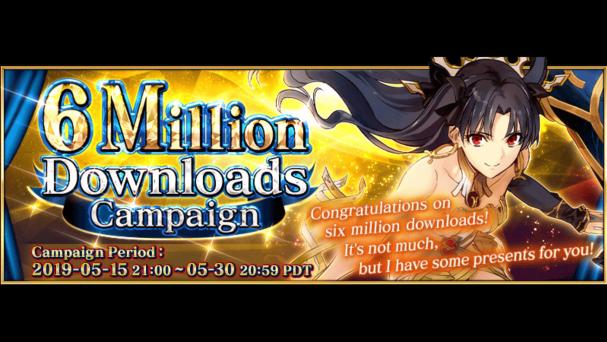 6 Million
Downloads
Campaign
Campaign Period :
2019-05-15 21:00 ~ 05-30 20:59 PDT
Congratulations on
six million downloads!
It's not much,
but I have some presents for you!